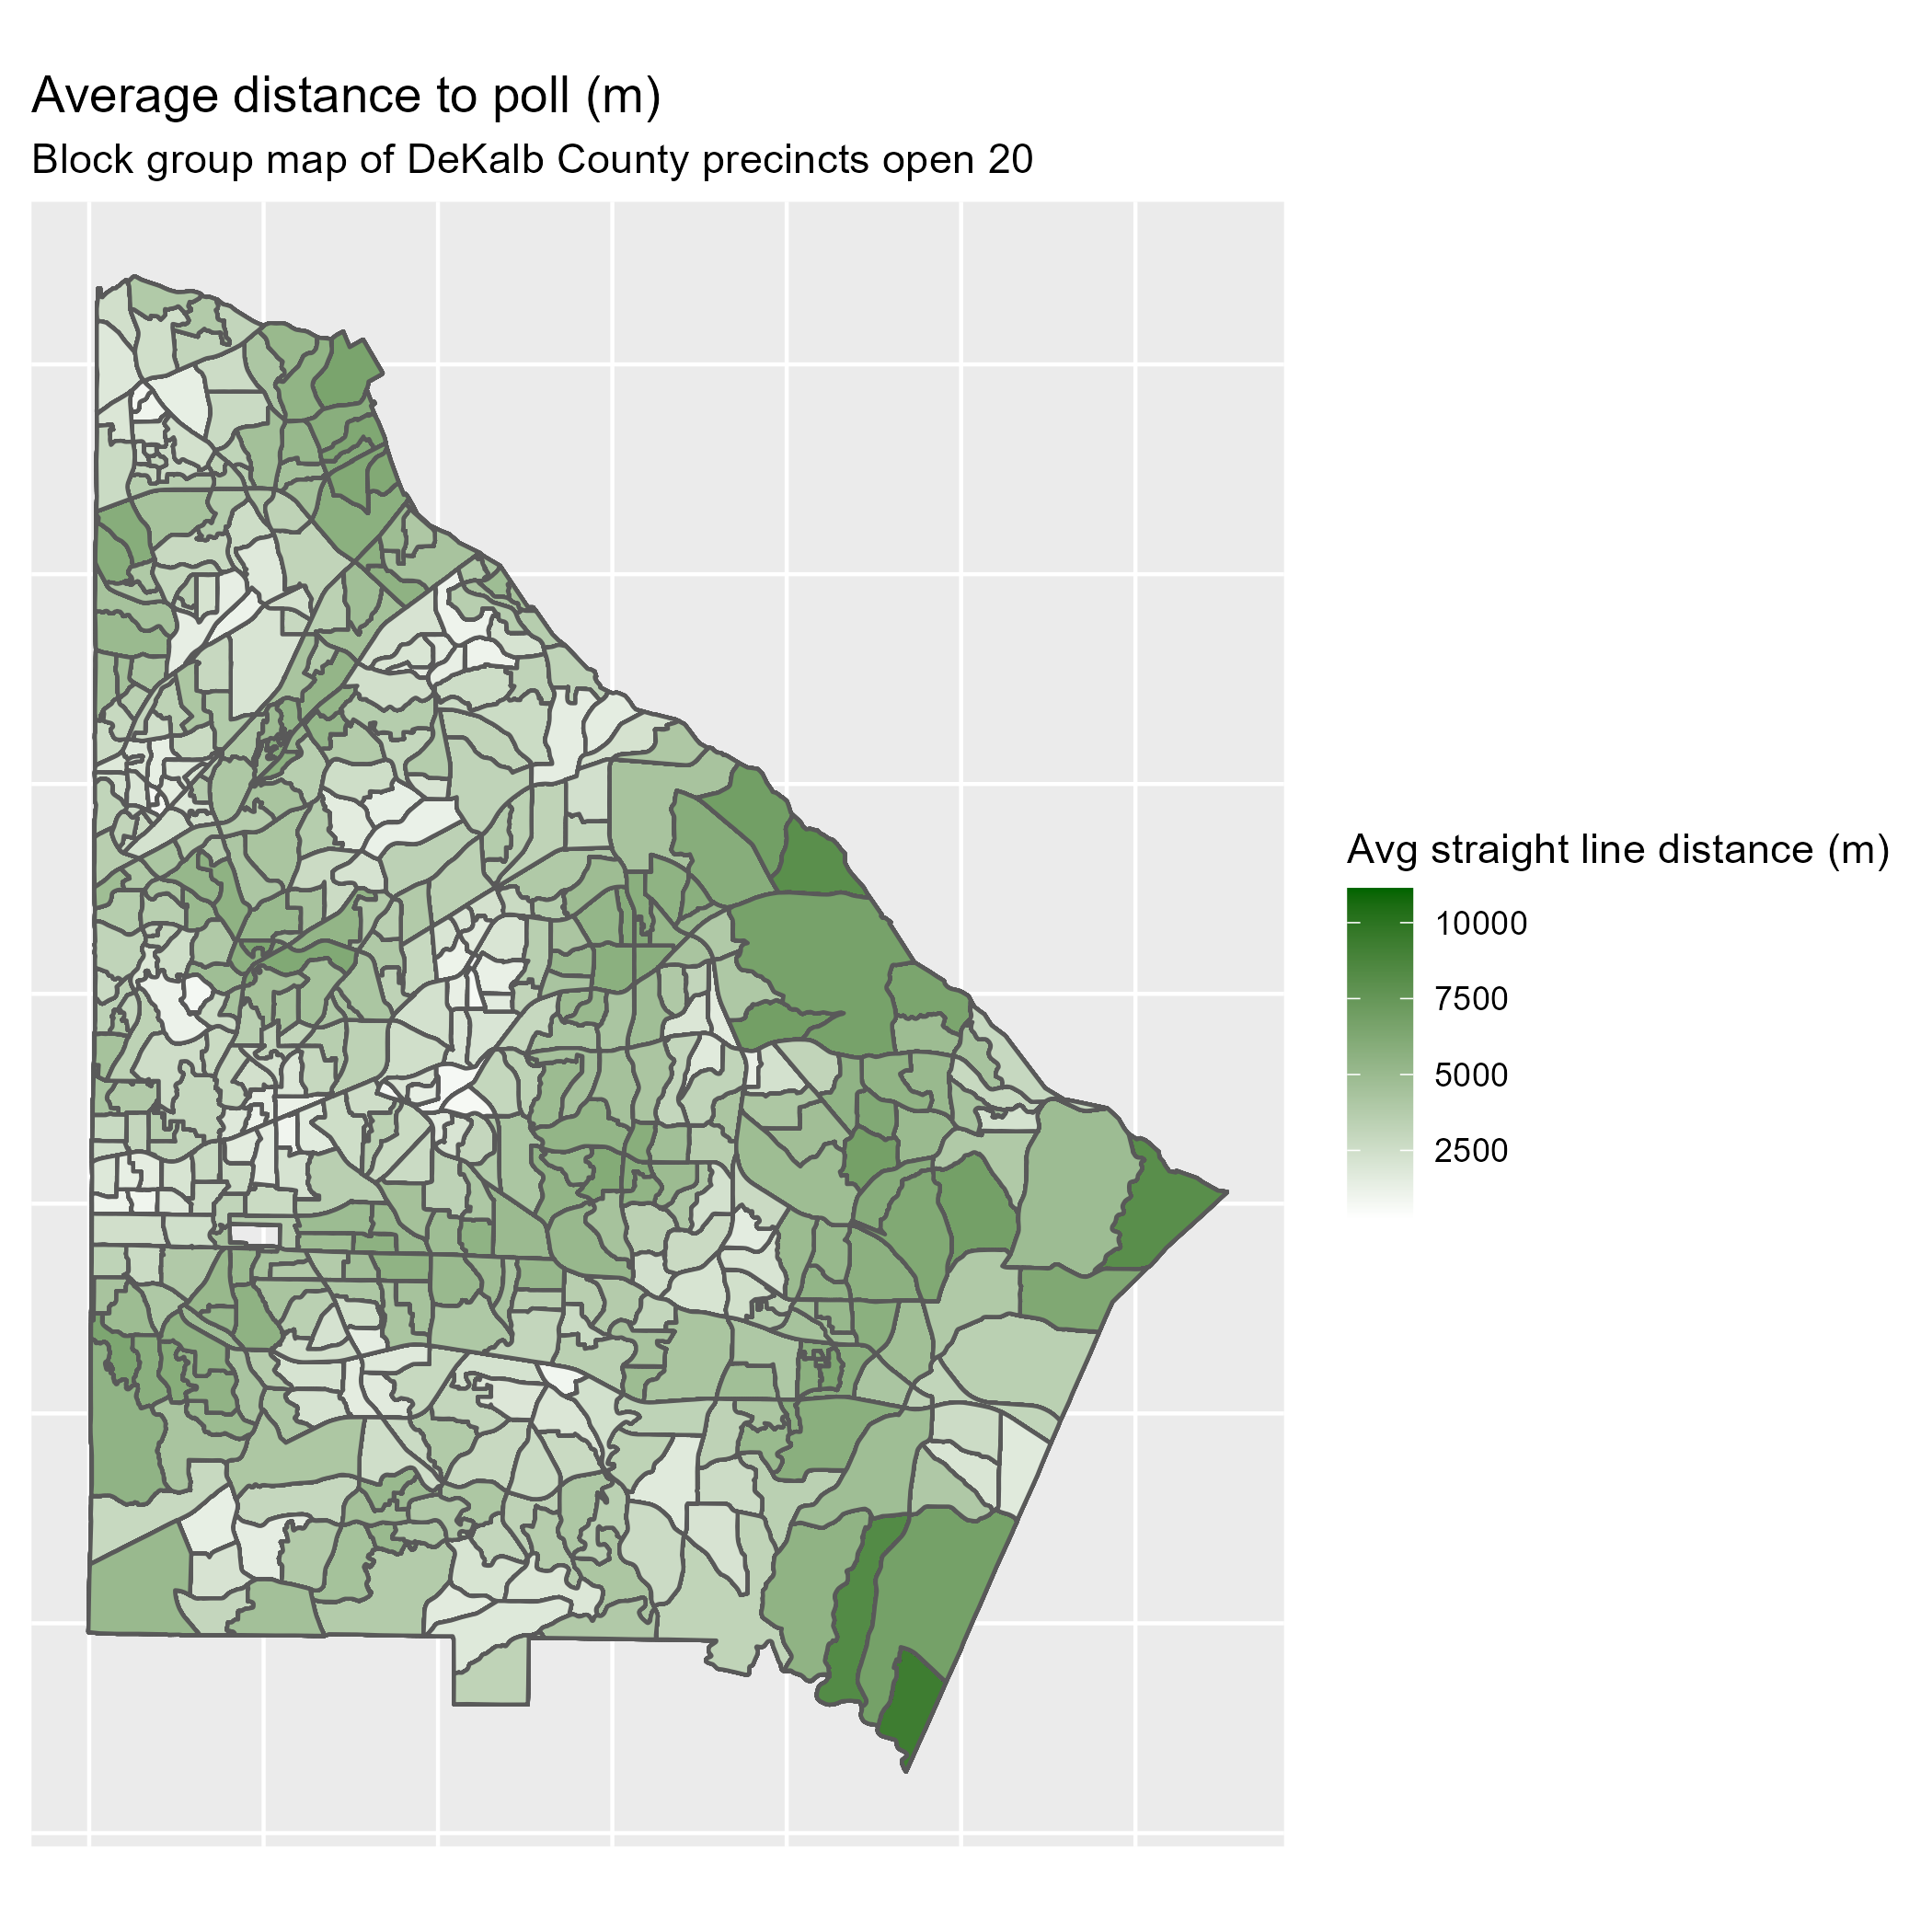 Average distance to poll (m)
Block group map of DeKalb County precincts open 20
Avg straight line distance (m)
10000
7500
5000
2500